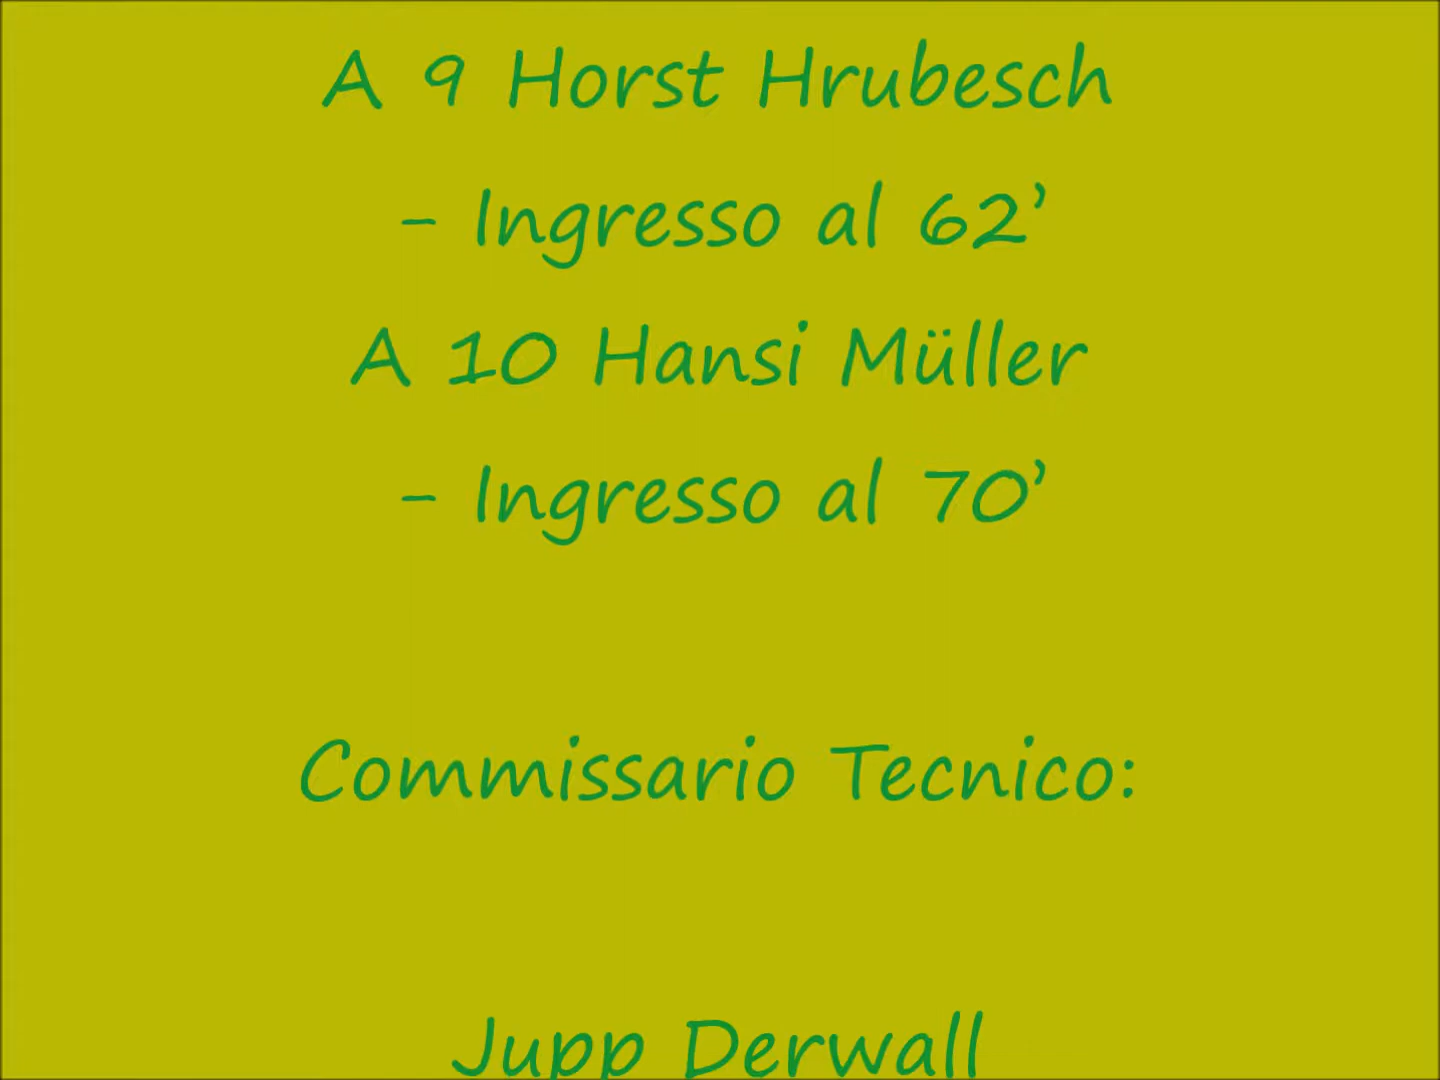 A 9 Horst Hrubesch
- Ingresso al 62’
A 10 Hansi Müller
- Ingresso al 70’
Commissario Tecnico:
Jupp Derwall